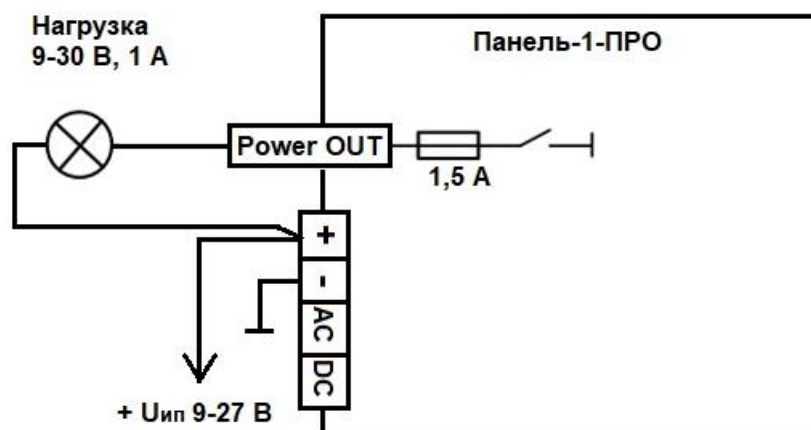 Нагрузка
9-30 В, 1 А
Панель-1-ПРО
Power OUT
1,5 А
+
-
AC
DC
+ Uип 9-27 В